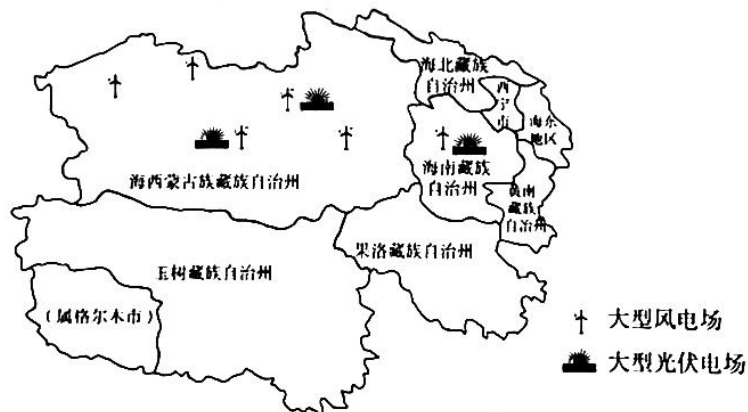 海北藏族
自治州
西
宁
市
海东
地区
海南藏族
自治州
黄南
藏族
自治州
海西蒙古族藏族自治州
果洛藏族自治州
玉树藏族自治州
（属格尔木市）
大型风电场
大型光伏电场